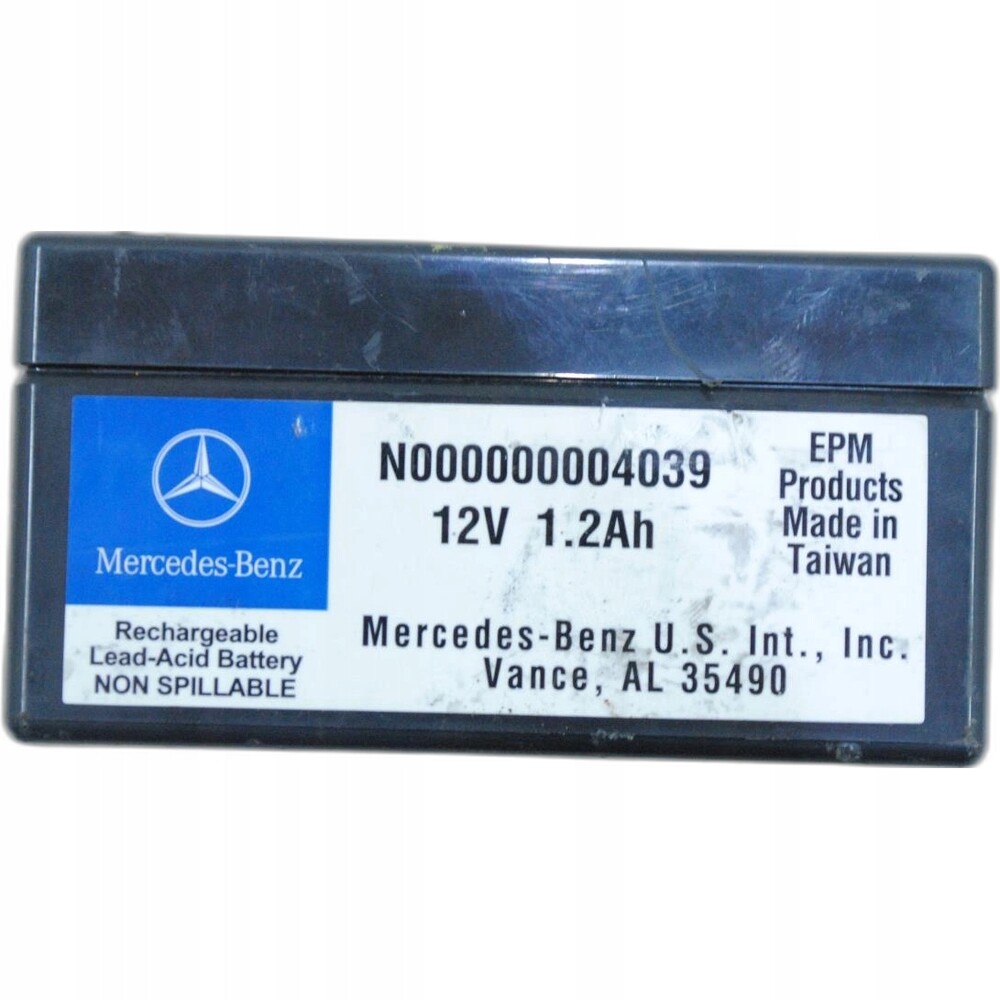 Mercedes-Benz
Rechargeable
Lead-Acid Battery
NON SPILLABLE
N000000004039
12V 1.2Ah
EPM
Products
Made in
Taiwan
Mercedes-Benz U.S. Int., Inc.
Vance, AL 35490